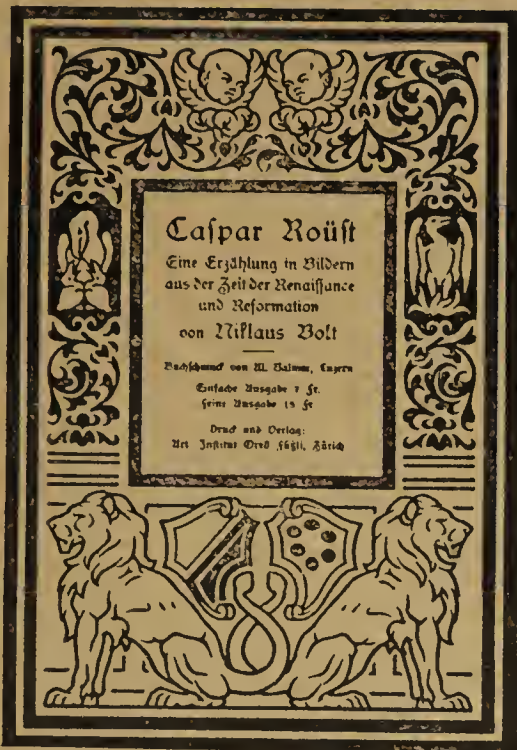 Caſpar Roüſt
Eine Erzählung in Bildern
aus der Zeit der Renaiſſance
und Reformation
von Niklaus Bolt
Buchſchmuck von W. Balmer, Luzern
Einfache Ausgabe 7 Fr.
Feine Ausgabe 15 Fr
Druck und Verlag:
Art Inſtitut Orell Füßli, Zürich